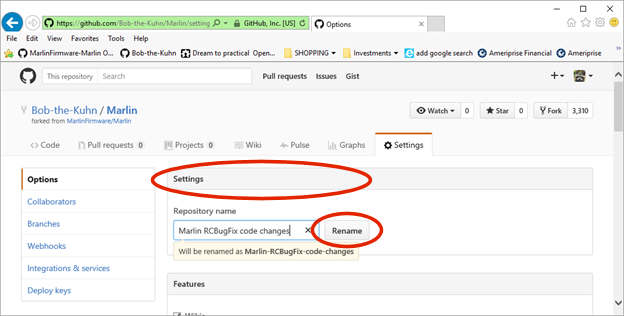 https://github.com/Bob-the-Kuhn/Marlin/setting
GitHub, Inc. [US]
Options
File Edit View Favorites Tools Help
MarlinFirmware-Marlin O...
Bob-the-Kuhn
Dream to practical Open...
SHOPPING
Investments
add google search
Ameriprise Financial
Ameriprise
This repository Search
Pull requests Issues Gist
Bob-the-Kuhn / Marlin
forked from MarlinFirmware/Marlin
Watch 0
Star 0
Fork 3,310
Code
Pull requests 0
Projects 0
Wiki
Pulse
Graphs
Settings
Options
Collaborators
Branches
Webhooks
Integrations & services
Deploy keys
Settings
Repository name
Marlin RCBugFix code changes
Rename
Will be renamed as Marlin-RCBugFix-code-changes
Features